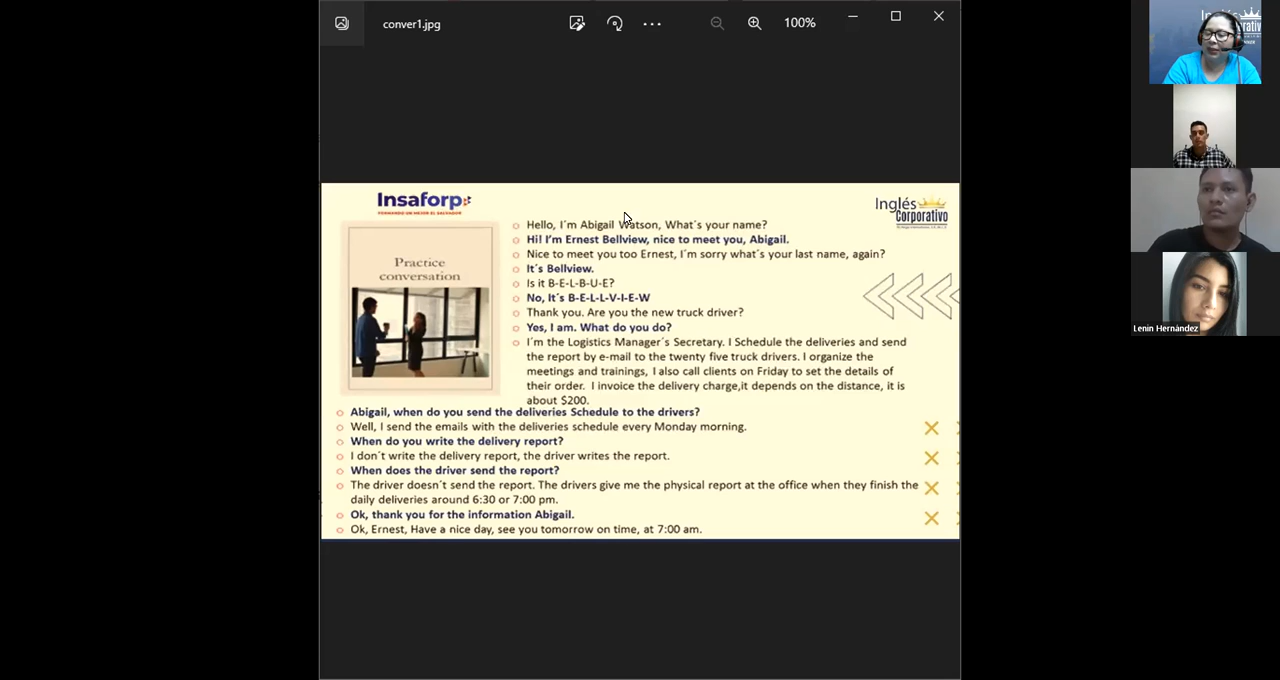 conver1.jpg
100%
Insaforp
FORMANDO UN MEJOR EL SALVADOR
Inglés
Corporativo
Practice
conversation
Hello, I´m Abigail Watson, What´s your name?
Hi! I'm Ernest Bellview, nice to meet you, Abigail.
Nice to meet you too Ernest, I´m sorry what´s your last name, again?
It´s Bellview.
Is it B-E-L-B-U-E?
No, It´s B-E-L-L-V-I-E-W
Thank you. Are you the new truck driver?
Yes, I am. What do you do?
I´m the Logistics Manager´s Secretary. I Schedule the deliveries and send
the report by e-mail to the twenty five truck drivers. I organize the
meetings and trainings, I also call clients on Friday to set the details of
their order. I invoice the delivery charge,it depends on the distance, it is
about $200.
Abigail, when do you send the deliveries Schedule to the drivers?
Well, I send the emails with the deliveries schedule every Monday morning.
When do you write the delivery report?
I don´t write the delivery report, the driver writes the report.
When does the driver send the report?
The driver doesn´t send the report. The drivers give me the physical report at the office when they finish the
daily deliveries around 6:30 or 7:00 pm.
Ok, thank you for the information Abigail.
Ok, Ernest, Have a nice day, see you tomorrow on time, at 7:00 am.
Lenin Hernández